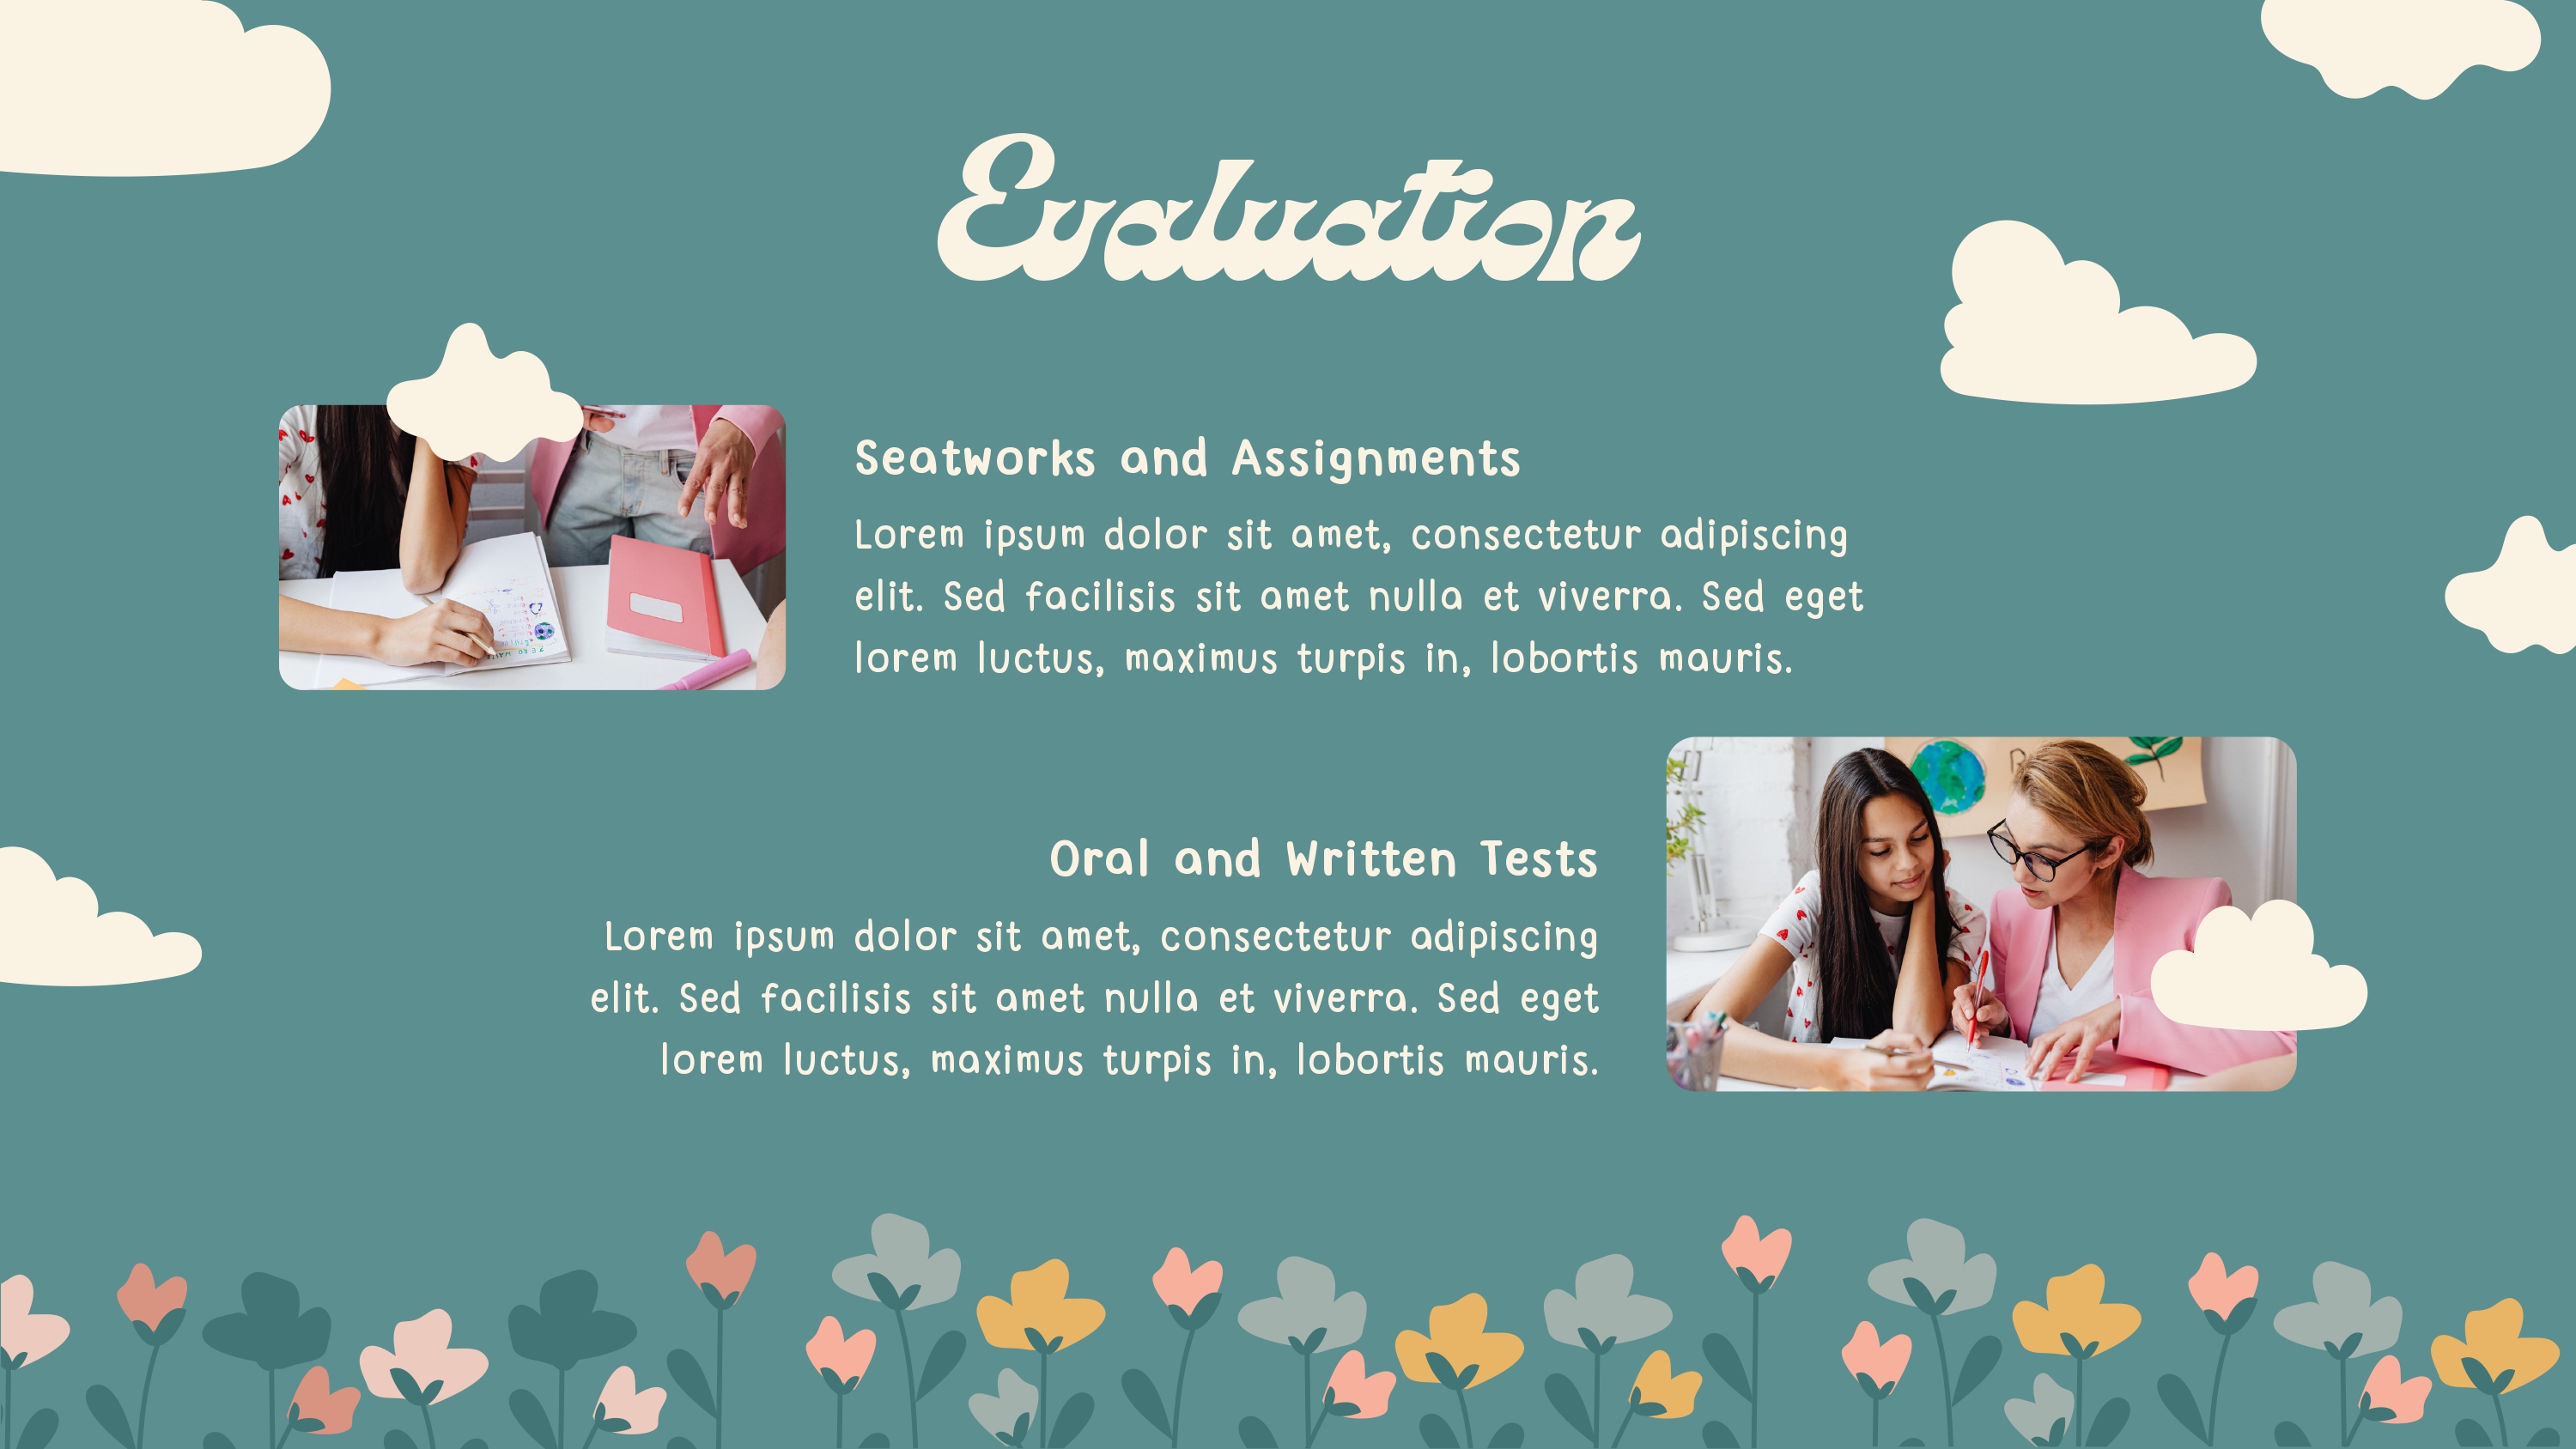 Evaluation
Seatworks and Assignments
Lorem ipsum dolor sit amet, consectetur adipiscing
elit. Sed facilisis sit amet nulla et viverra. Sed eget
lorem luctus, maximus turpis in, lobortis mauris.
Oral and Written Tests
Lorem ipsum dolor sit amet, consectetur adipiscing
elit. Sed facilisis sit amet nulla et viverra. Sed eget
lorem luctus, maximus turpis in, lobortis mauris.